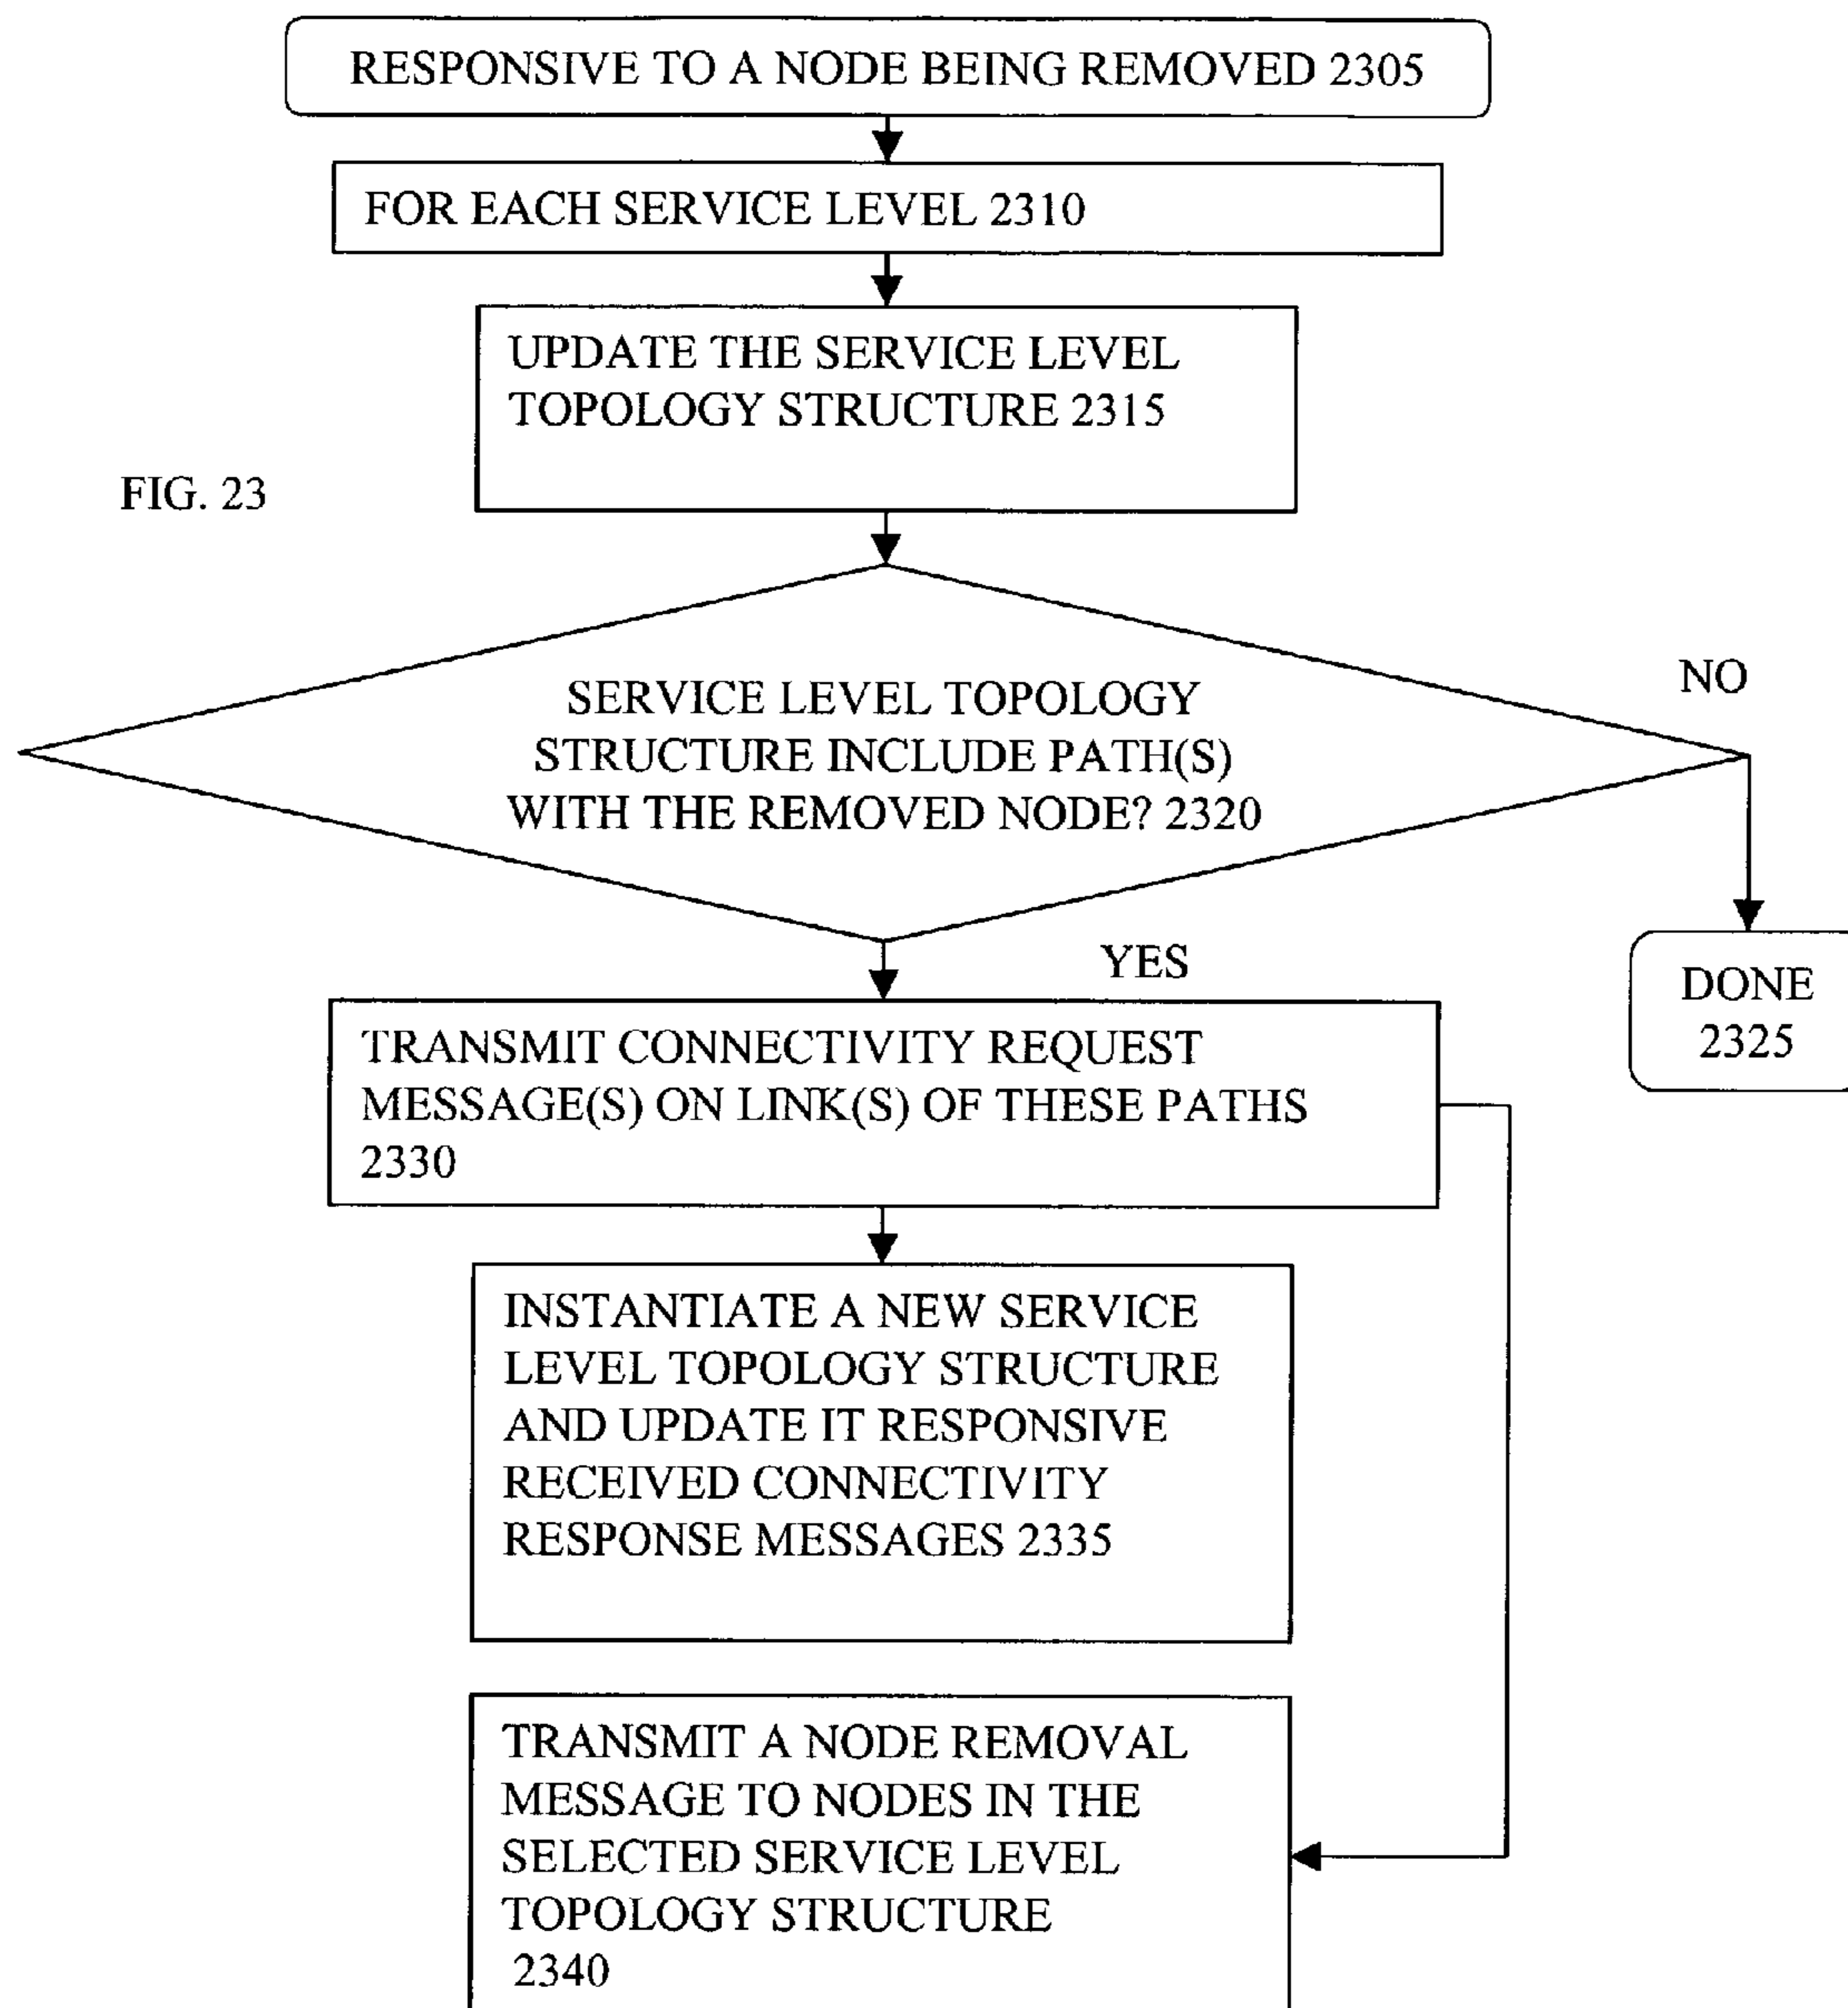 RESPONSIVE TO A NODE BEING REMOVED 2305
FOR EACH SERVICE LEVEL 2310
UPDATE THE SERVICE LEVEL
TOPOLOGY STRUCTURE 2315
FIG. 23
SERVICE LEVEL TOPOLOGY
STRUCTURE INCLUDE PATH(S)
WITH THE REMOVED NODE? 2320
NO
DONE
2325
YES
TRANSMIT CONNECTIVITY REQUEST
MESSAGE(S) ON LINK(S) OF THESE PATHS
2330
INSTANTIATE A NEW SERVICE
LEVEL TOPOLOGY STRUCTURE
AND UPDATE IT RESPONSIVE
RECEIVED CONNECTIVITY
RESPONSE MESSAGES 2335
TRANSMIT A NODE REMOVAL
MESSAGE TO NODES IN THE
SELECTED SERVICE LEVEL
TOPOLOGY STRUCTURE
2340